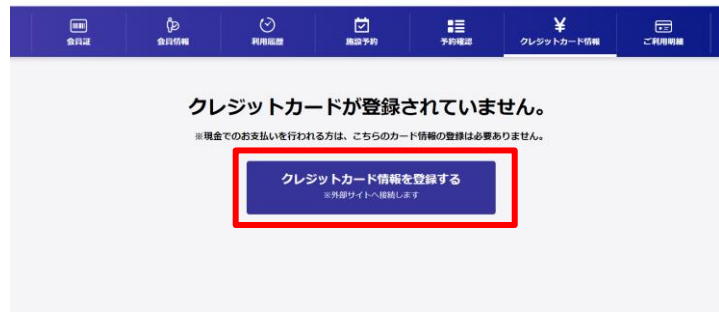 会員証 会員情報 利用履歴 施設予約 予約確認 クレジットカード情報 ご利用明細
クレジットカードが登録されていません。
※現金でのお支払いを行われる方は、こちらのカード情報の登録は必要ありません。
クレジットカード情報を登録する
※外部サイトへ接続します